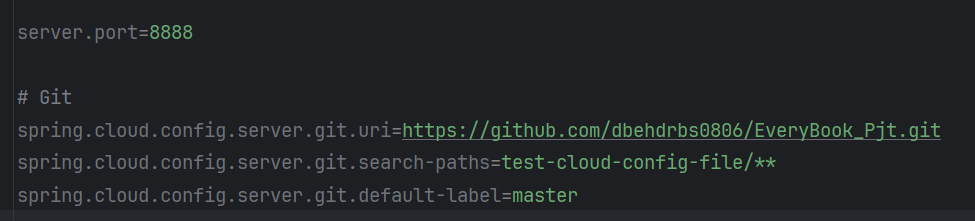 server.port=8888
# Git
spring.cloud.config.server.git.uri=https://github.com/dbehdrbs0806/EveryBook_Pjt.git
spring.cloud.config.server.git.search-paths=test-cloud-config-file/**
spring.cloud.config.server.git.default-label=master